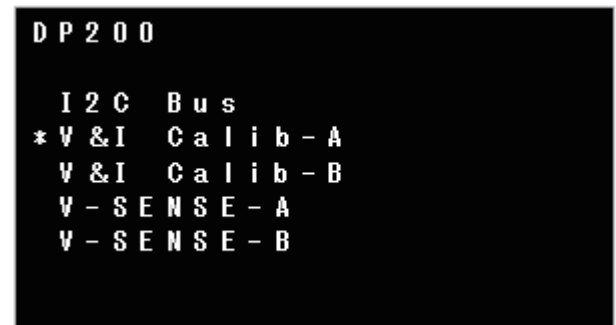 DP200
I2C Bus
*V&I Calib-A
V&I Calib-B
V-SENSE-A
V-SENSE-B